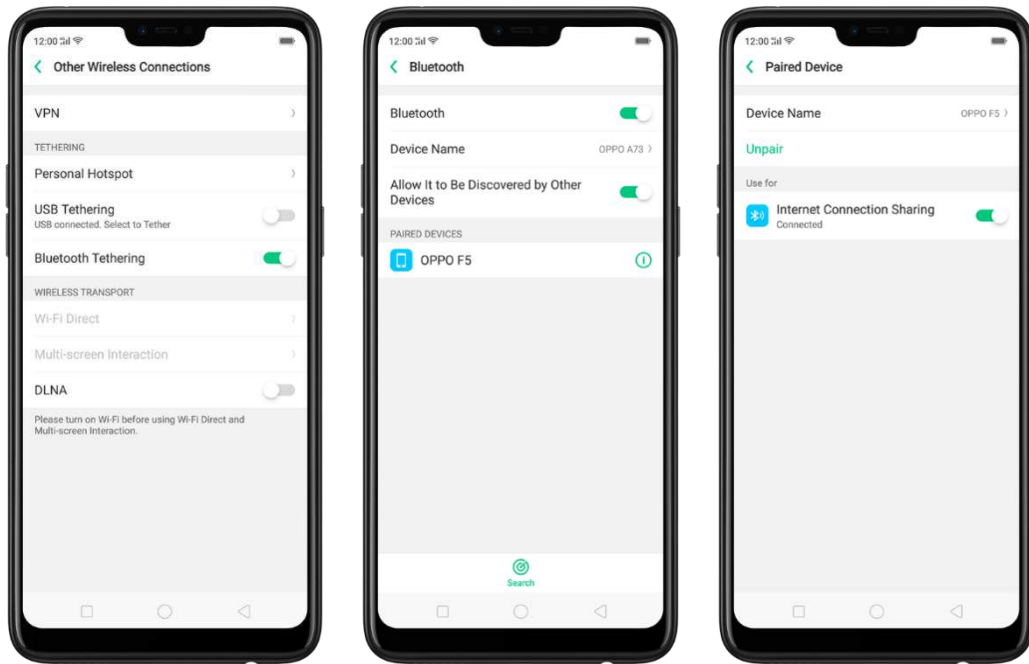 12:00
Other Wireless Connections
VPN
TETHERING
Personal Hotspot
USB Tethering
USB connected. Select to Tether
Bluetooth Tethering
WIRELESS TRANSPORT
Wi-Fi Direct
Multi-screen Interaction
DLNA
Please turn on Wi-Fi before using Wi-Fi Direct and
Multi-screen Interaction.
12:00
Bluetooth
Bluetooth
Device Name OPPO A73
Allow It to Be Discovered by Other
Devices
PAIRED DEVICES
OPPO F5
Search
12:00
Paired Device
Device Name OPPO F5
Unpair
Use for
Internet Connection Sharing
Connected